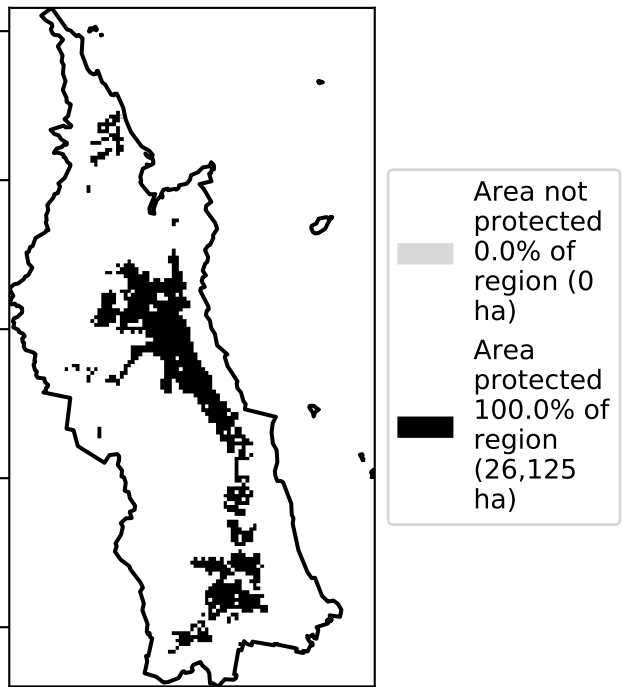 Area not
protected
0.0% of
region (0
ha)
Area
protected
100.0% of
region
(26,125
ha)